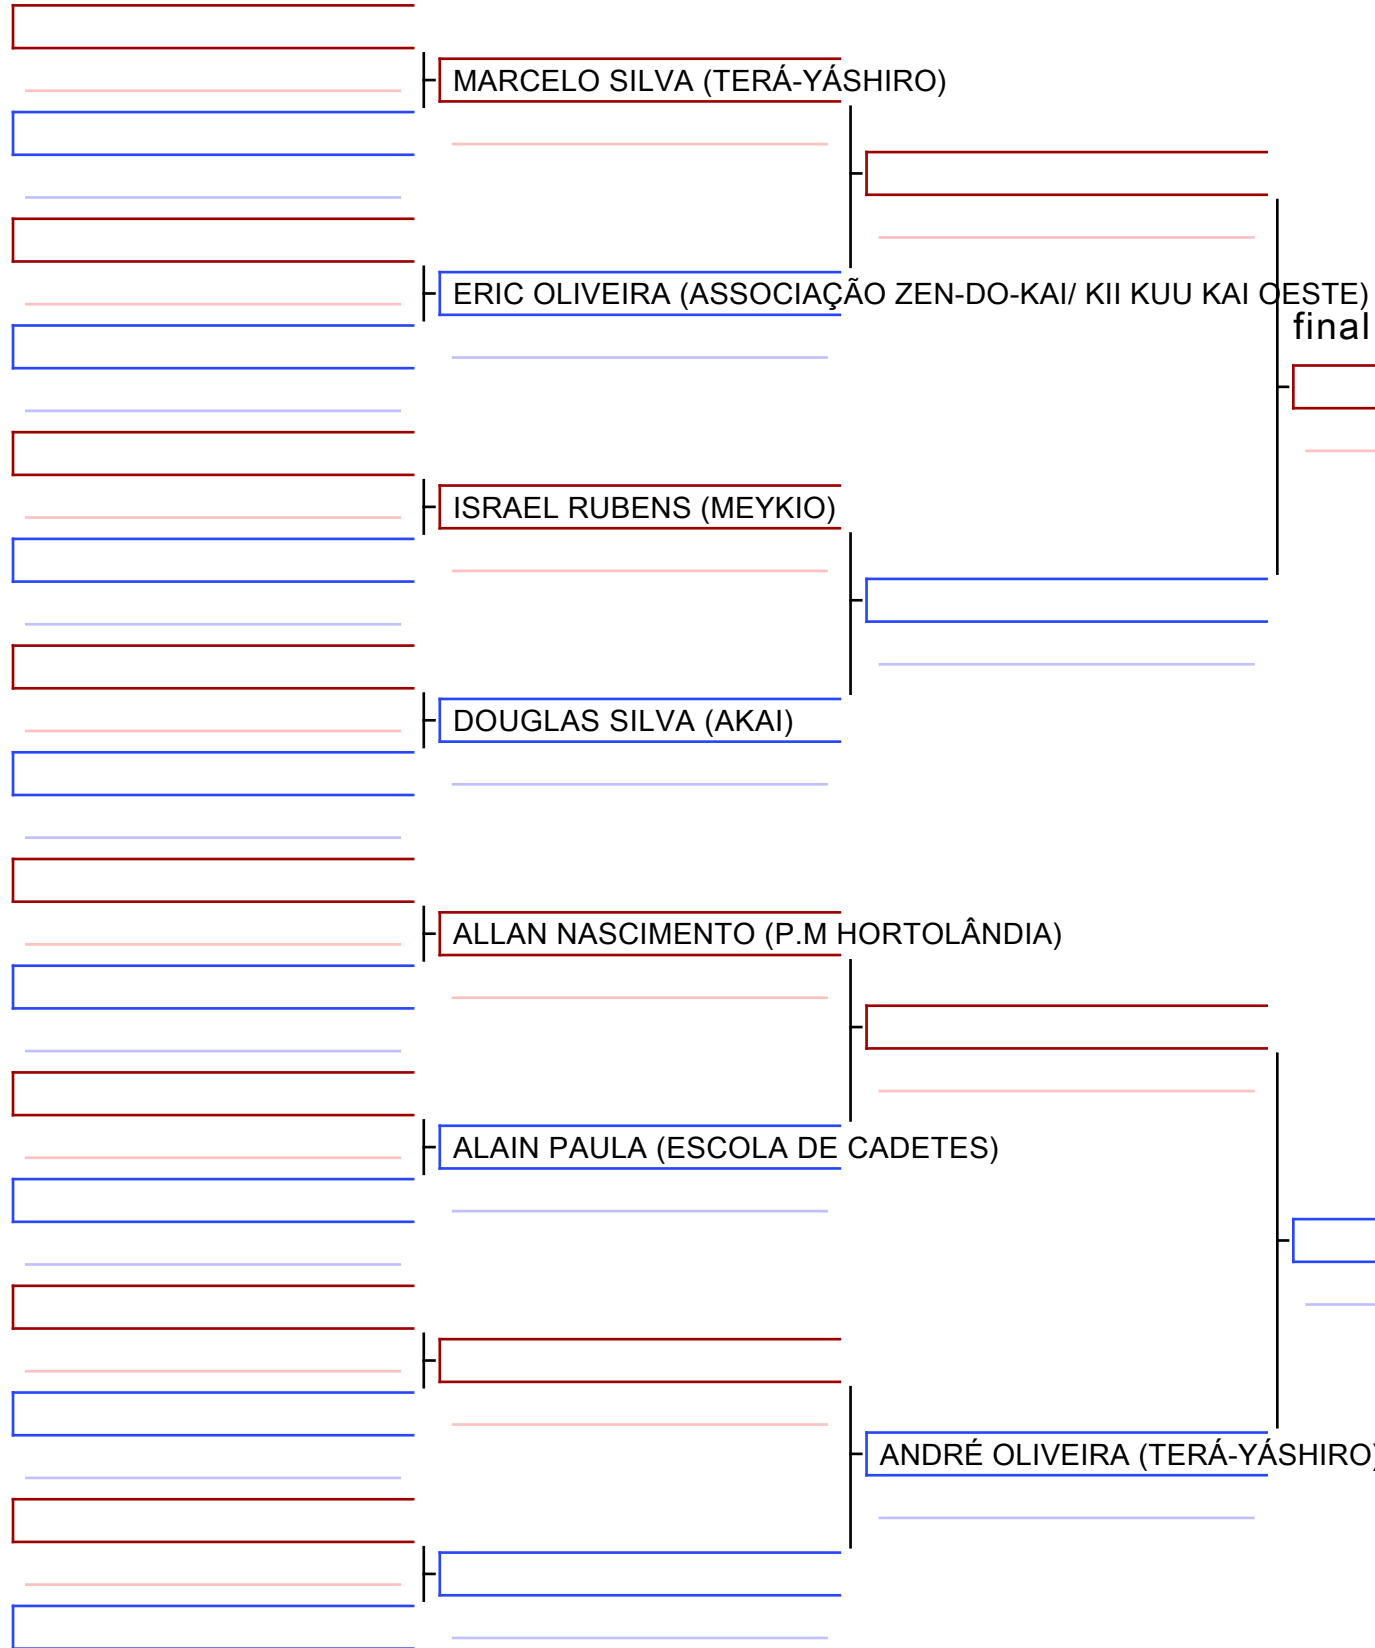 MARCELO SILVA (TERÁ-YÁSHIRO)
ERIC OLIVEIRA (ASSOCIAÇÃO ZEN-DO-KAI/ KII KUU KAI OESTE)
final
ISRAEL RUBENS (MEYKIO)
DOUGLAS SILVA (AKAI)
ALLAN NASCIMENTO (P.M HORTOLÂNDIA)
ALAIN PAULA (ESCOLA DE CADETES)
ANDRÉ OLIVEIRA (TERÁ-YÁSHIRO)